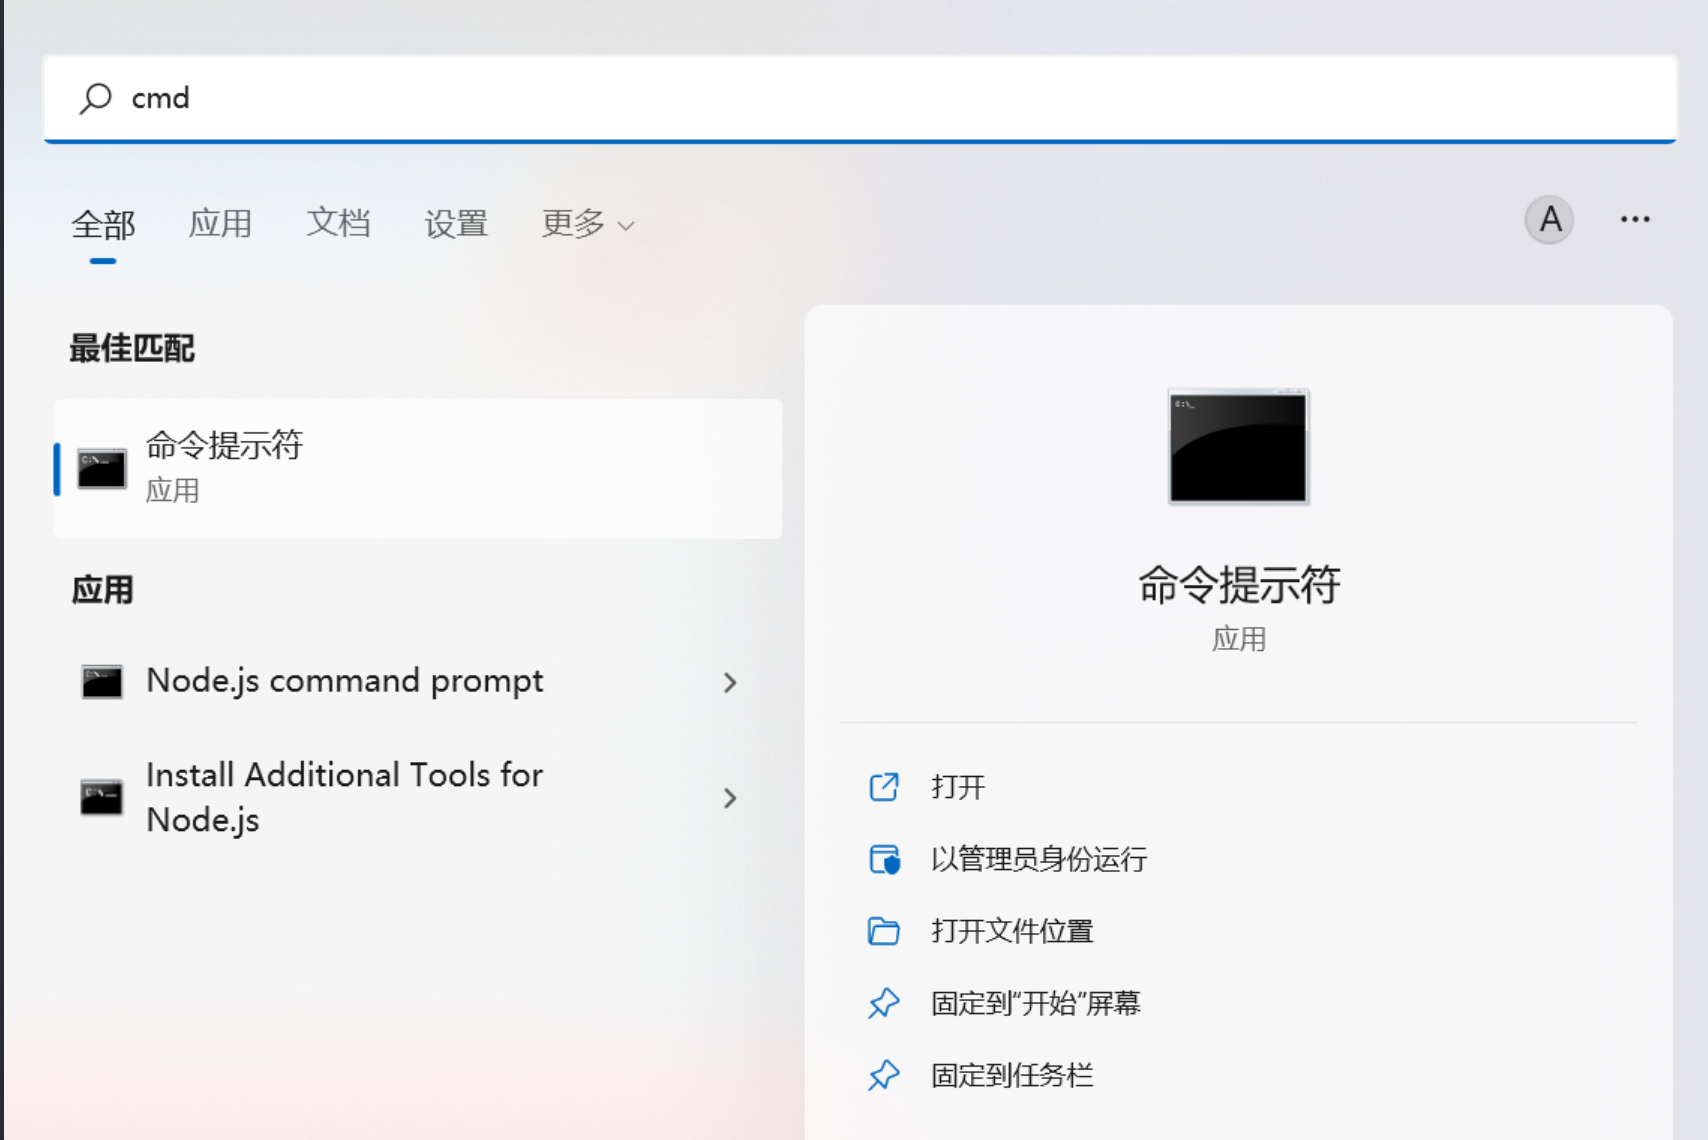 cmd
全部 应用 文档 设置 更多
A ...
最佳匹配
命令提示符
应用
应用
Node.js command prompt
Install Additional Tools for
Node.js
命令提示符
应用
打开
以管理员身份运行
打开文件位置
固定到“开始”屏幕
固定到任务栏